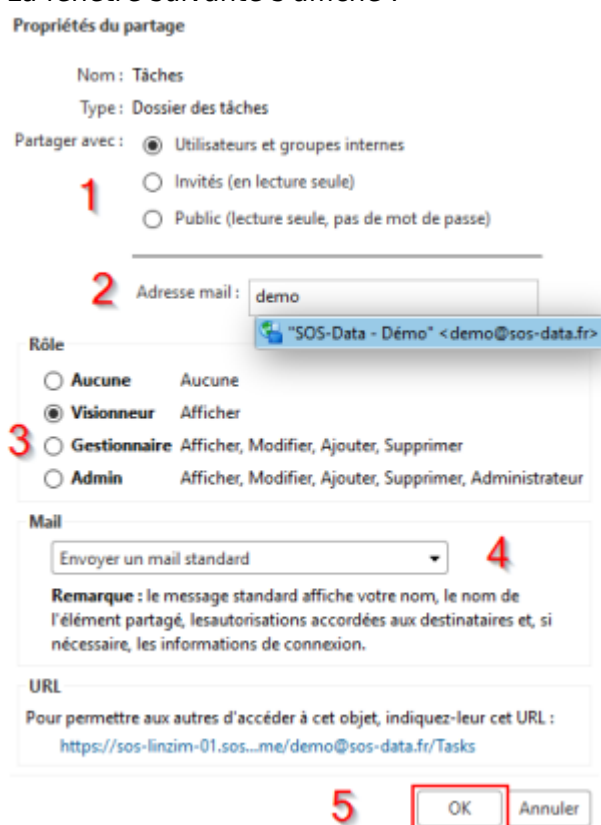 La fenêtre suivante s'affiche :
Propriétés du partage
Nom : Tâches
Type : Dossier des tâches
Partager avec : Utilisateurs et groupes internes
1 Invités (en lecture seule)
Public (lecture seule, pas de mot de passe)
2 Adresse mail : demo
"SOS-Data - Démo" <demo@sos-data.fr>
Rôle
Aucune Aucune
Visionneur Afficher
3 Gestionnaire Afficher, Modifier, Ajouter, Supprimer
Admin Afficher, Modifier, Ajouter, Supprimer, Administrateur
Mail
Envoyer un mail standard 4
Remarque : le message standard affiche votre nom, le nom de
l'élément partagé, lesautorisations accordées aux destinataires et, si
nécessaire, les informations de connexion.
URL
Pour permettre aux autres d'accéder à cet objet, indiquez-leur cet URL :
https://sos-linzim-01.sos...me/demo@sos-data.fr/Tasks
5 OK Annuler